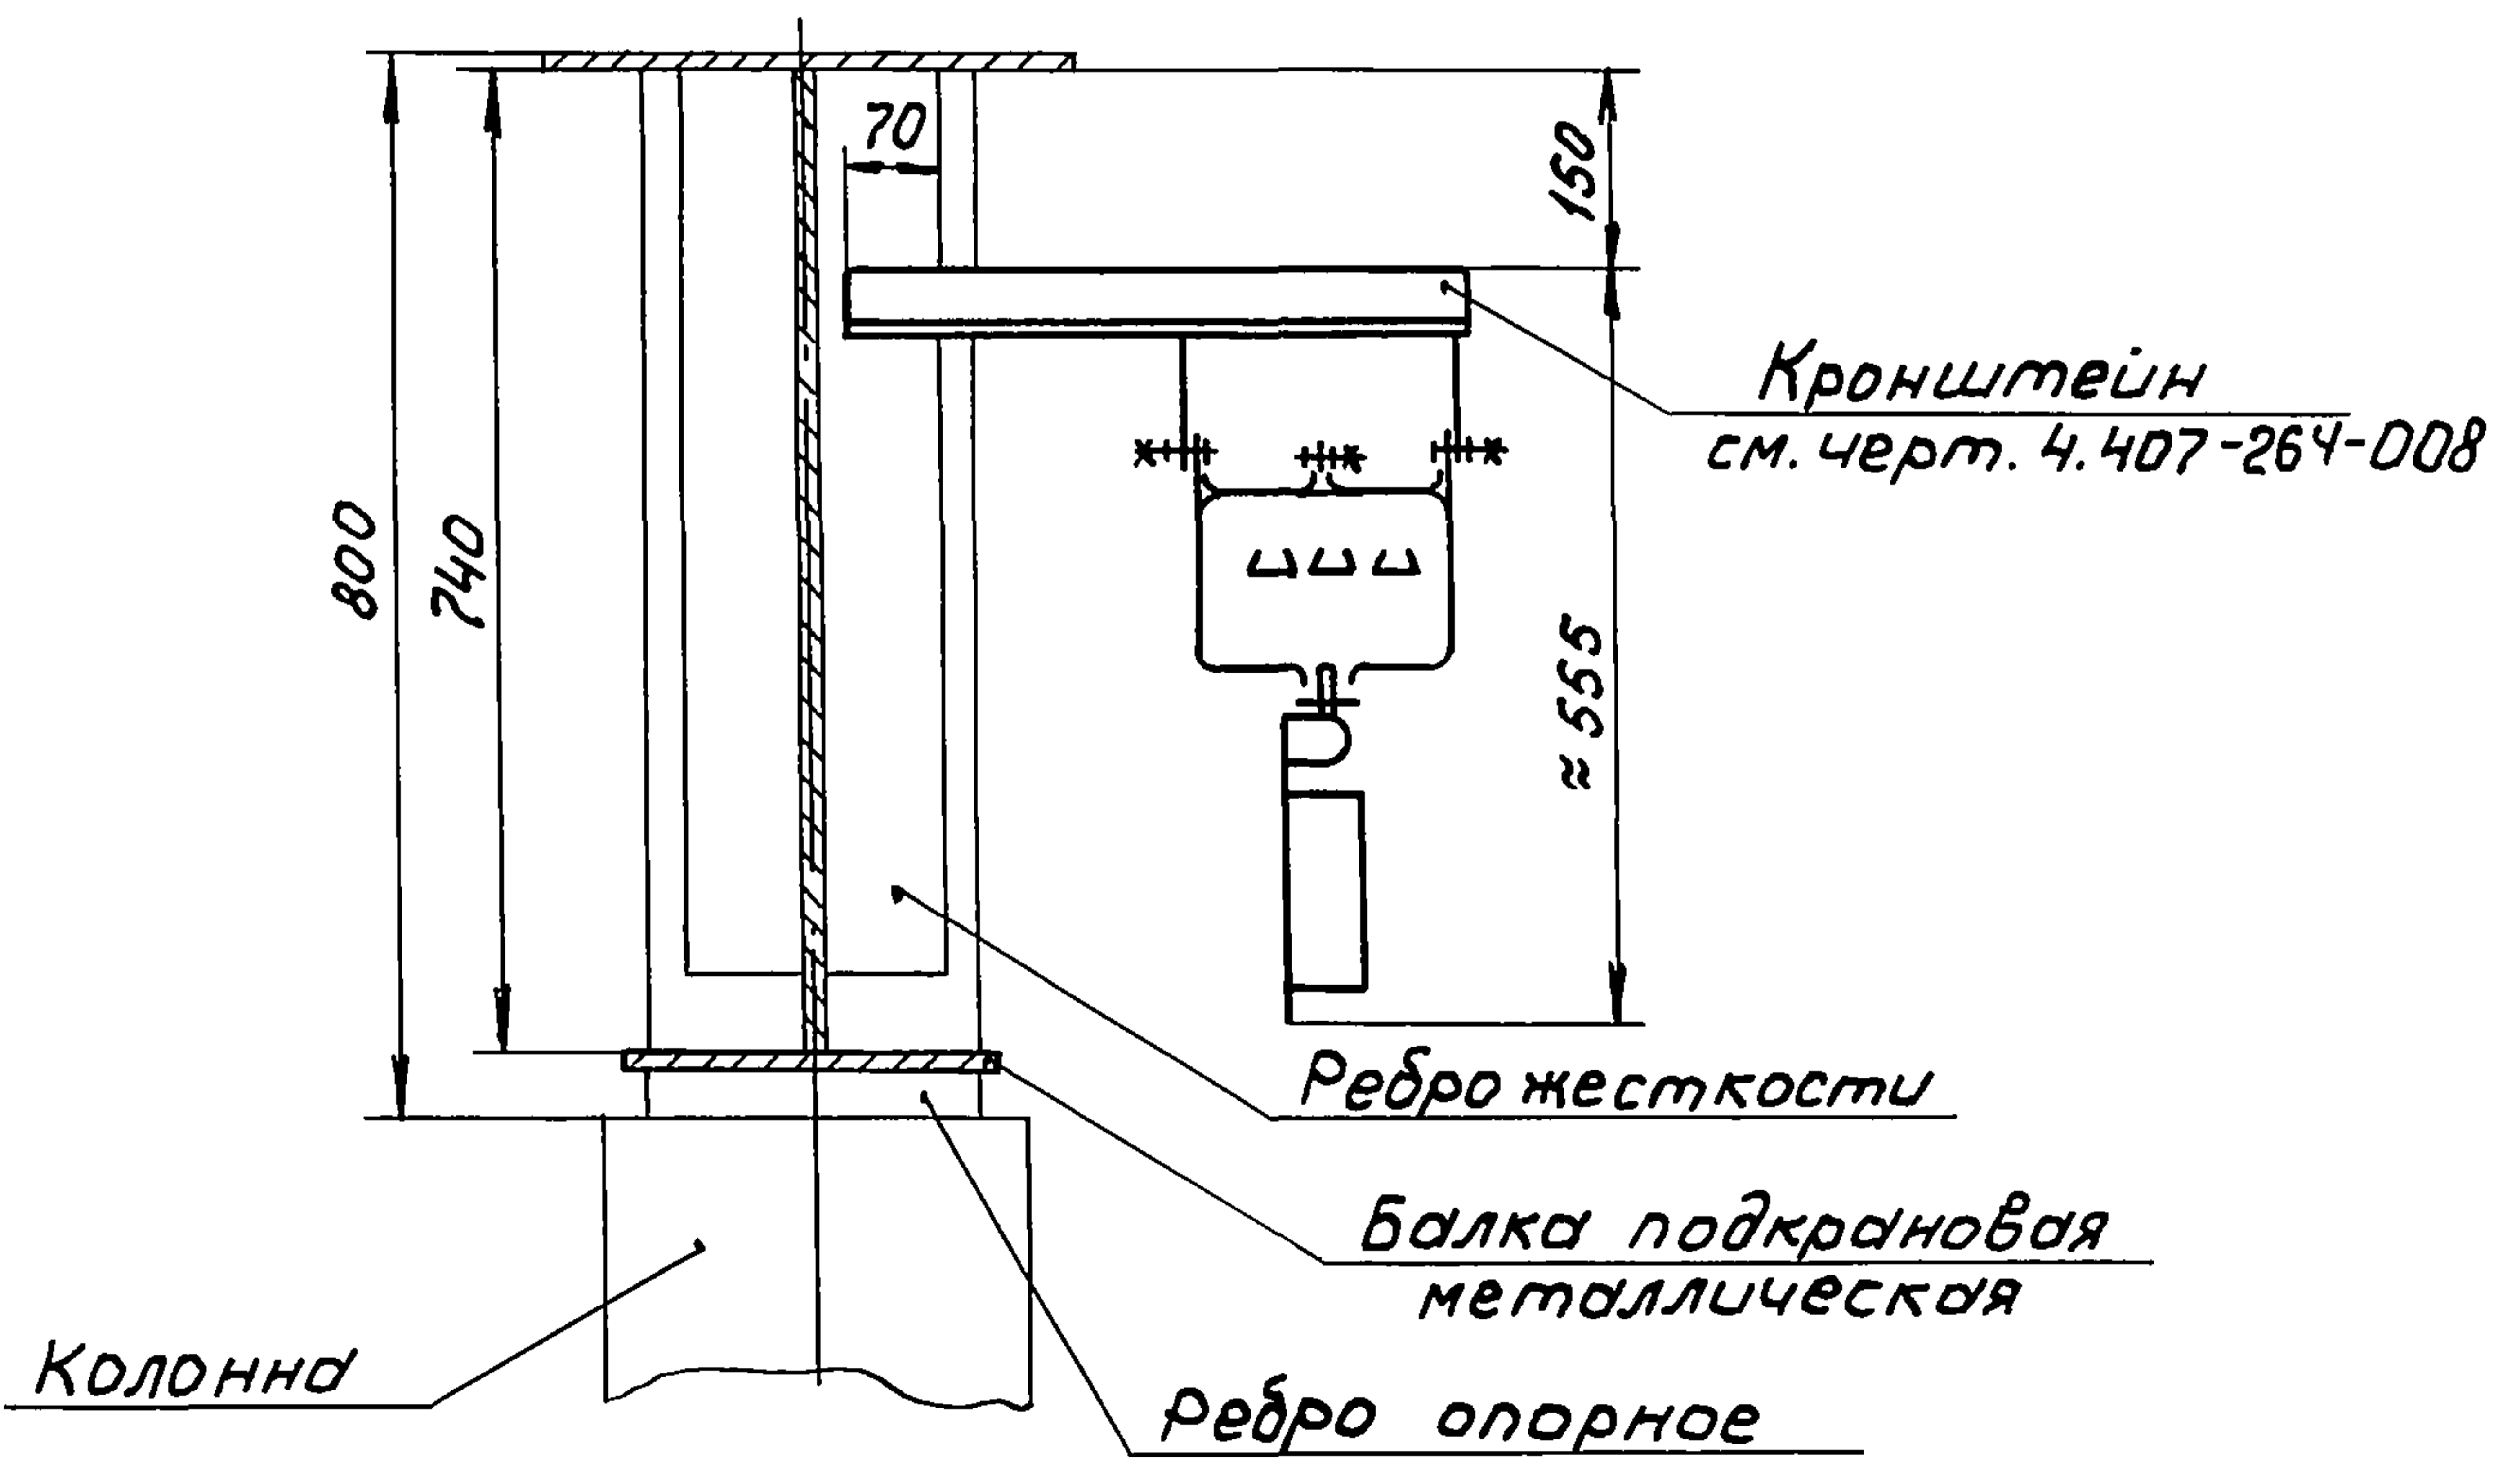 70
150
Кронштейн
см. черт. 4.407-264-008
800
740
≈ 555
Ребро жесткости
Балка подкрановая
металлическая
Колонна
Ребро опорное